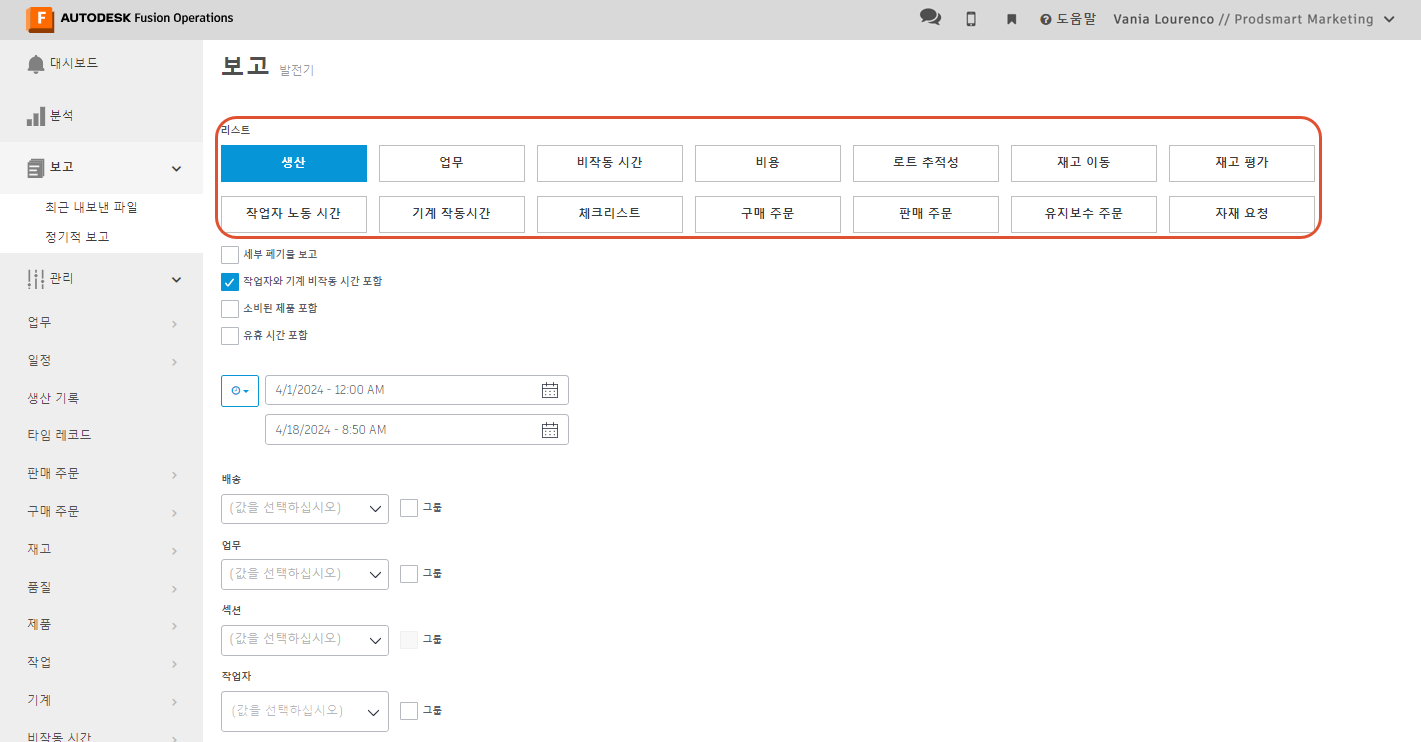 AUTODESK Fusion Operations
도움말
Vania Lourenco // Prodsmart Marketing
대시보드
분석
보고
최근 내보낸 파일
정기적 보고
관리
업무
일정
생산 기록
타임 레코드
판매 주문
구매 주문
재고
품질
제품
작업
기계
비작동 시간
보고 발전기
리스트
생산 업무 비작동 시간 비용 로트 추적성 재고 이동 재고 평가
작업자 노동 시간 기계 작동시간 체크리스트 구매 주문 판매 주문 유지보수 주문 자재 요청
세부 폐기물 보고
작업자와 기계 비작동 시간 포함
소비된 제품 포함
유휴 시간 포함
4/1/2024 - 12:00 AM
4/18/2024 - 8:50 AM
배송
(값을 선택하십시오) 그룹
업무
(값을 선택하십시오) 그룹
섹션
(값을 선택하십시오) 그룹
작업자
(값을 선택하십시오) 그룹